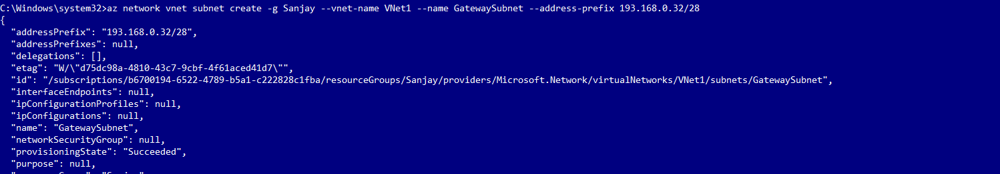 C:\Windows\system32>az network vnet subnet create -g Sanjay --vnet-name VNet1 --name GatewaySubnet --address-prefix 193.168.0.32/28
{
  "addressPrefix": "193.168.0.32/28",
  "addressPrefixes": null,
  "delegations": [],
  "etag": "W/\"d75dc98a-4810-43c7-9cbf-4f61aced41d7\"",
  "id": "/subscriptions/b6700194-6522-4789-b5a1-c222828c1fba/resourceGroups/Sanjay/providers/Microsoft.Network/virtualNetworks/VNet1/subnets/GatewaySubnet",
  "interfaceEndpoints": null,
  "ipConfigurationProfiles": null,
  "ipConfigurations": null,
  "name": "GatewaySubnet",
  "networkSecurityGroup": null,
  "provisioningState": "Succeeded",
  "purpose": null,